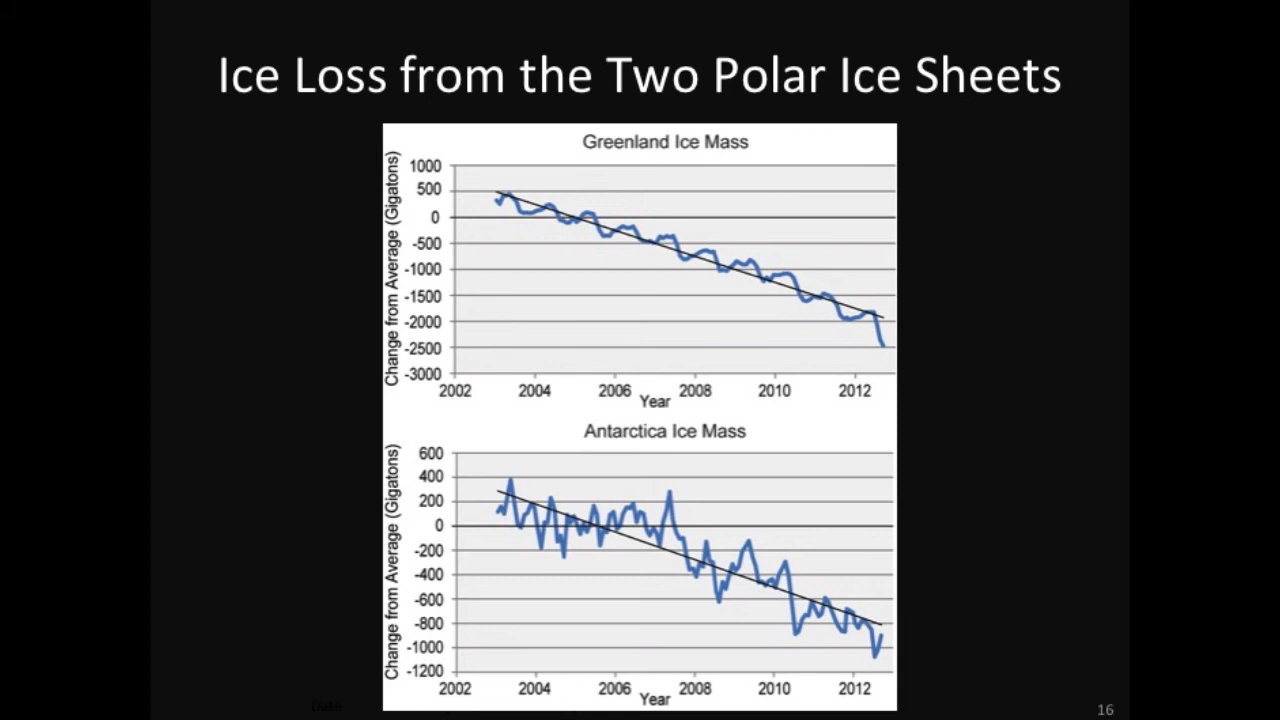 Ice Loss from the Two Polar Ice Sheets
Greenland Ice Mass
Change from Average (Gigatons)
1000
500
0
-500
-1000
-1500
-2000
-2500
-3000
2002 2004 2006 2008 2010 2012
Year
Antarctica Ice Mass
Change from Average (Gigatons)
600
400
200
0
-200
-400
-600
-800
-1000
-1200
2002 2004 2006 2008 2010 2012
Year
Date
16